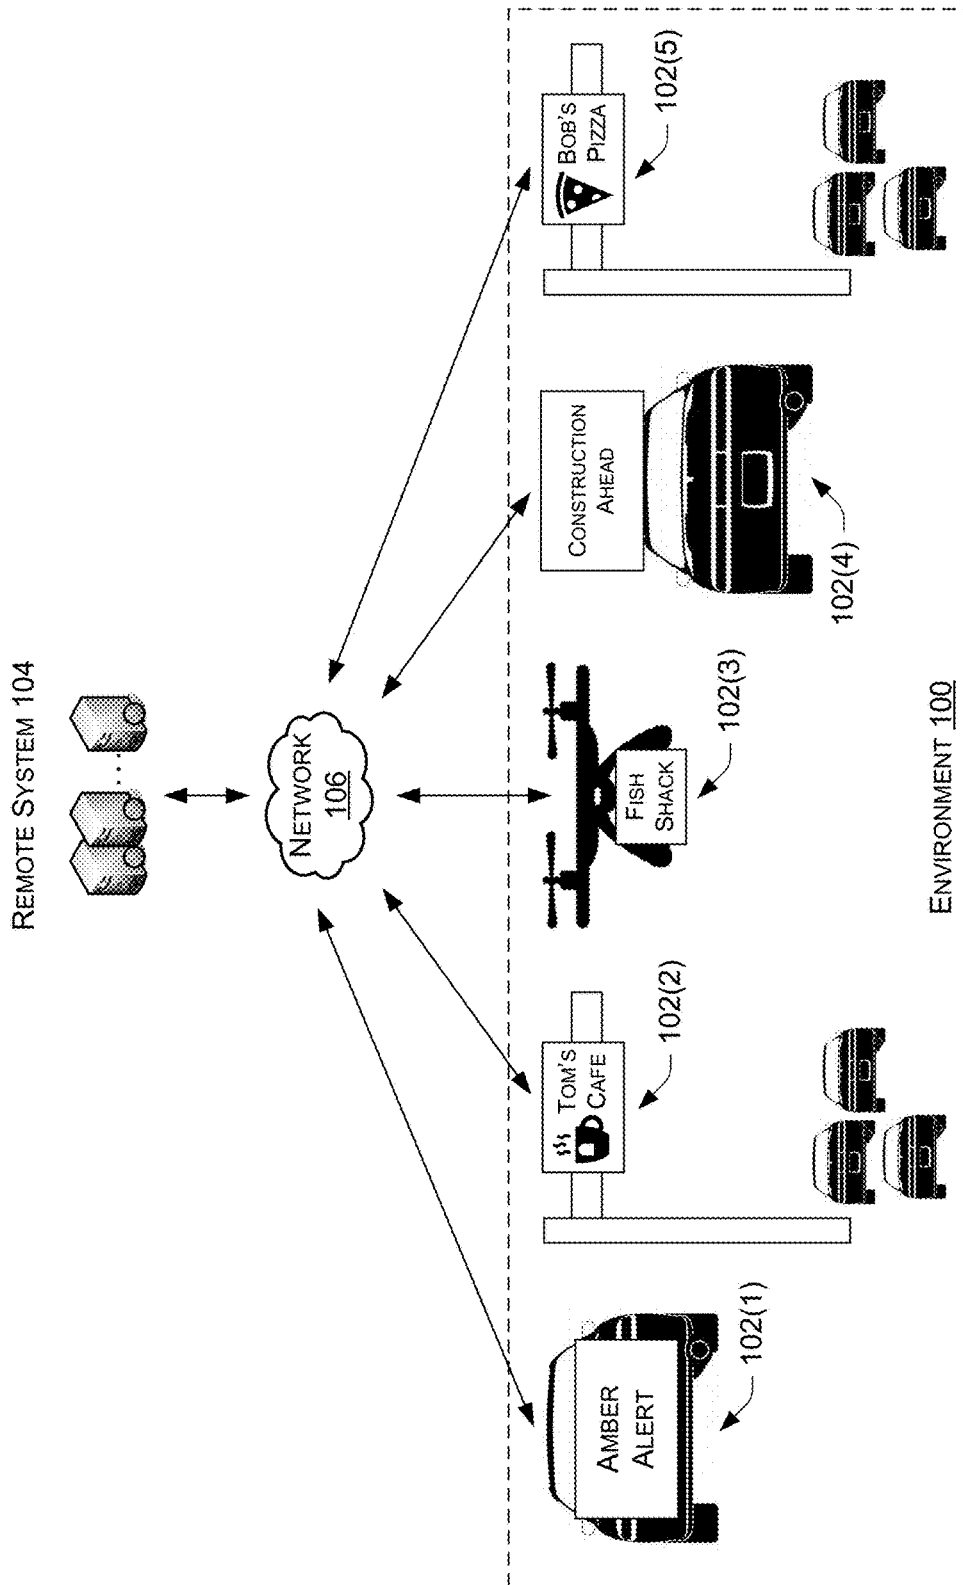 REMOTE SYSTEM 104
NETWORK
106
AMBER
ALERT
102(1)
TOM'S
CAFE
102(2)
FISH
SHACK
102(3)
CONSTRUCTION
AHEAD
102(4)
BOB'S
PIZZA
102(5)
ENVIRONMENT 100